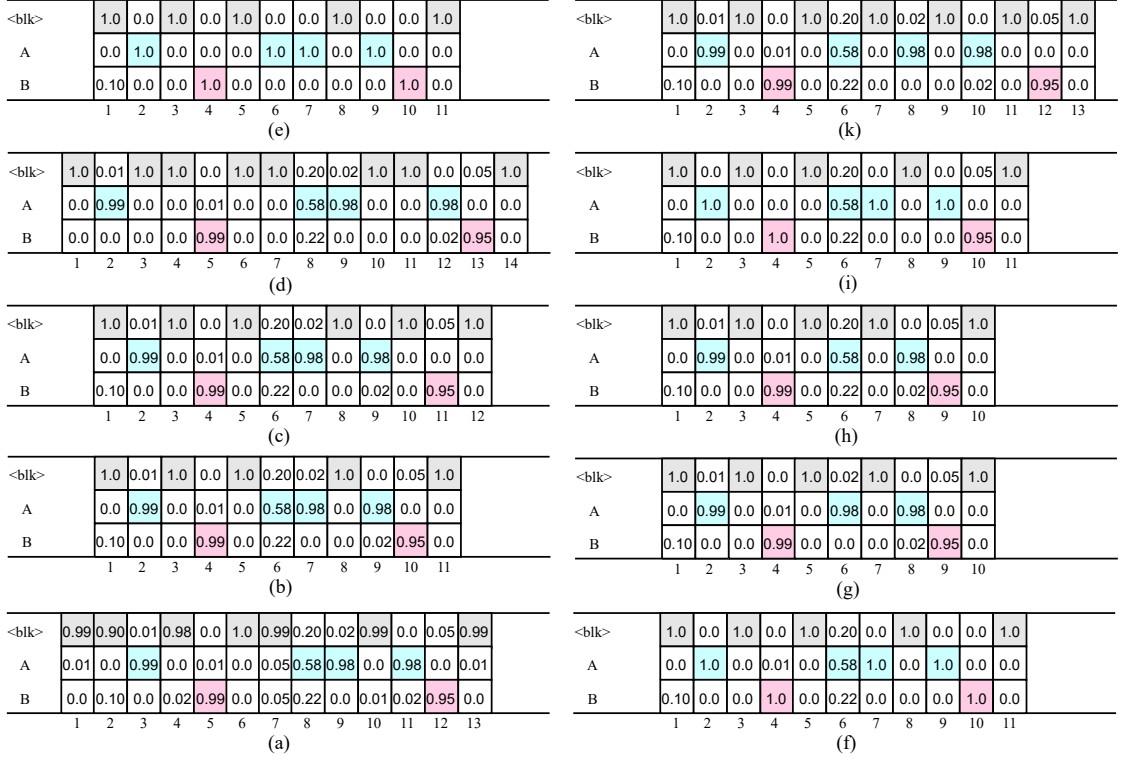 <blk> 1.0 0.0 1.0 0.0 1.0 0.0 0.0 1.0 0.0 0.0 1.0
A 0.0 1.0 0.0 0.0 0.0 1.0 1.0 0.0 1.0 0.0 0.0
B 0.10 0.0 0.0 1.0 0.0 0.0 0.0 0.0 0.0 1.0 0.0
1 2 3 4 5 6 7 8 9 10 11
(e)
<blk> 1.0 0.01 1.0 1.0 0.0 1.0 1.0 0.20 0.02 1.0 1.0 0.0 0.05 1.0
A 0.0 0.99 0.0 0.0 0.01 0.0 0.0 0.58 0.98 0.0 0.0 0.98 0.0 0.0
B 0.0 0.0 0.0 0.0 0.99 0.0 0.0 0.22 0.0 0.0 0.0 0.02 0.95 0.0
1 2 3 4 5 6 7 8 9 10 11 12 13 14
(d)
<blk> 1.0 0.01 1.0 0.0 1.0 0.20 0.02 1.0 0.0 1.0 0.05 1.0
A 0.0 0.99 0.0 0.01 0.0 0.58 0.98 0.0 0.98 0.0 0.0 0.0
B 0.10 0.0 0.0 0.99 0.0 0.22 0.0 0.0 0.02 0.0 0.95 0.0
1 2 3 4 5 6 7 8 9 10 11 12
(c)
<blk> 1.0 0.01 1.0 0.0 1.0 0.20 0.02 1.0 0.0 0.05 1.0
A 0.0 0.99 0.0 0.01 0.0 0.58 0.98 0.0 0.98 0.0 0.0
B 0.10 0.0 0.0 0.99 0.0 0.22 0.0 0.0 0.02 0.95 0.0
1 2 3 4 5 6 7 8 9 10 11
(b)
<blk> 0.99 0.90 0.01 0.98 0.0 1.0 0.99 0.20 0.02 0.99 0.0 0.05 0.99
A 0.01 0.0 0.99 0.0 0.01 0.0 0.05 0.58 0.98 0.0 0.98 0.0 0.01
B 0.0 0.10 0.0 0.02 0.99 0.0 0.05 0.22 0.0 0.01 0.02 0.95 0.0
1 2 3 4 5 6 7 8 9 10 11 12 13
(a)
<blk> 1.0 0.01 1.0 0.0 1.0 0.20 1.0 0.02 1.0 0.0 1.0 0.05 1.0
A 0.0 0.99 0.0 0.01 0.0 0.58 0.0 0.98 0.0 0.98 0.0 0.0 0.0
B 0.10 0.0 0.0 0.99 0.0 0.22 0.0 0.0 0.0 0.02 0.0 0.95 0.0
1 2 3 4 5 6 7 8 9 10 11 12 13
(k)
<blk> 1.0 0.0 1.0 0.0 1.0 0.20 0.0 1.0 0.0 0.05 1.0
A 0.0 1.0 0.0 0.0 0.0 0.58 1.0 0.0 1.0 0.0 0.0
B 0.10 0.0 0.0 1.0 0.0 0.22 0.0 0.0 0.0 0.95 0.0
1 2 3 4 5 6 7 8 9 10 11
(i)
<blk> 1.0 0.01 1.0 0.0 1.0 0.20 1.0 0.0 0.05 1.0
A 0.0 0.99 0.0 0.01 0.0 0.58 0.0 0.98 0.0 0.0
B 0.10 0.0 0.0 0.99 0.0 0.22 0.0 0.02 0.95 0.0
1 2 3 4 5 6 7 8 9 10
(h)
<blk> 1.0 0.01 1.0 0.0 1.0 0.02 1.0 0.0 0.05 1.0
A 0.0 0.99 0.0 0.01 0.0 0.98 0.0 0.98 0.0 0.0
B 0.10 0.0 0.0 0.99 0.0 0.0 0.0 0.02 0.95 0.0
1 2 3 4 5 6 7 8 9 10
(g)
<blk> 1.0 0.0 1.0 0.0 1.0 0.20 0.0 1.0 0.0 0.0 1.0
A 0.0 1.0 0.0 0.01 0.0 0.58 1.0 0.0 1.0 0.0 0.0
B 0.10 0.0 0.0 1.0 0.0 0.22 0.0 0.0 0.0 1.0 0.0
1 2 3 4 5 6 7 8 9 10 11
(f)